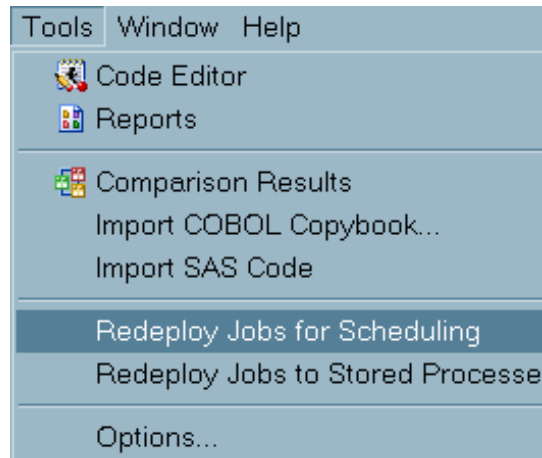 Tools Window Help
Code Editor
Reports
Comparison Results
Import COBOL Copybook...
Import SAS Code
Redeploy Jobs for Scheduling
Redeploy Jobs to Stored Processe
Options...